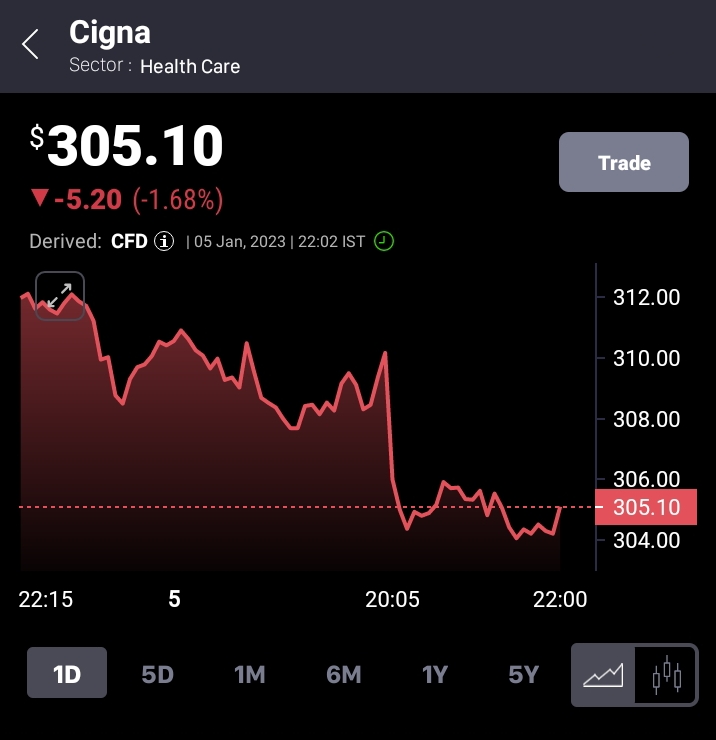 Cigna
Sector : Health Care
$305.10
▼-5.20 (-1.68%)
Trade
Derived: CFD i | 05 Jan, 2023 | 22:02 IST
312.00
310.00
308.00
306.00
305.10
304.00
22:15 5 20:05 22:00
1D 5D 1M 6M 1Y 5Y